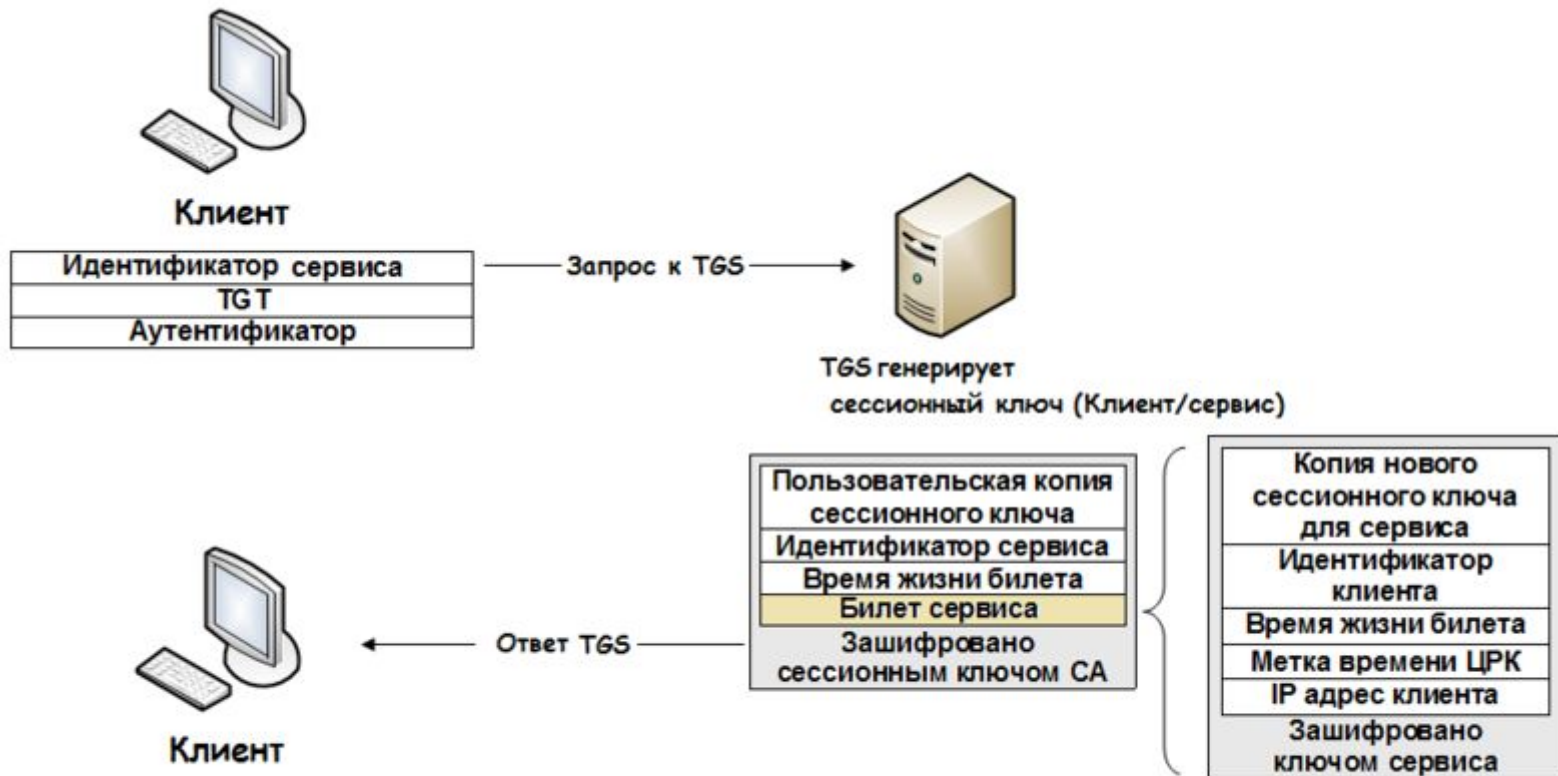 Клиент
Идентификатор сервиса
TGT
Аутентификатор
Запрос к TGS
TGS генерирует
сессионный ключ (Клиент/сервис)
Пользовательская копия
сессионного ключа
Идентификатор сервиса
Время жизни билета
Билет сервиса
Зашифровано
сессионным ключом СА
Копия нового
сессионного ключа
для сервиса
Идентификатор
клиента
Время жизни билета
Метка времени ЦРК
IP адрес клиента
Зашифровано
ключом сервиса
Ответ TGS
Клиент